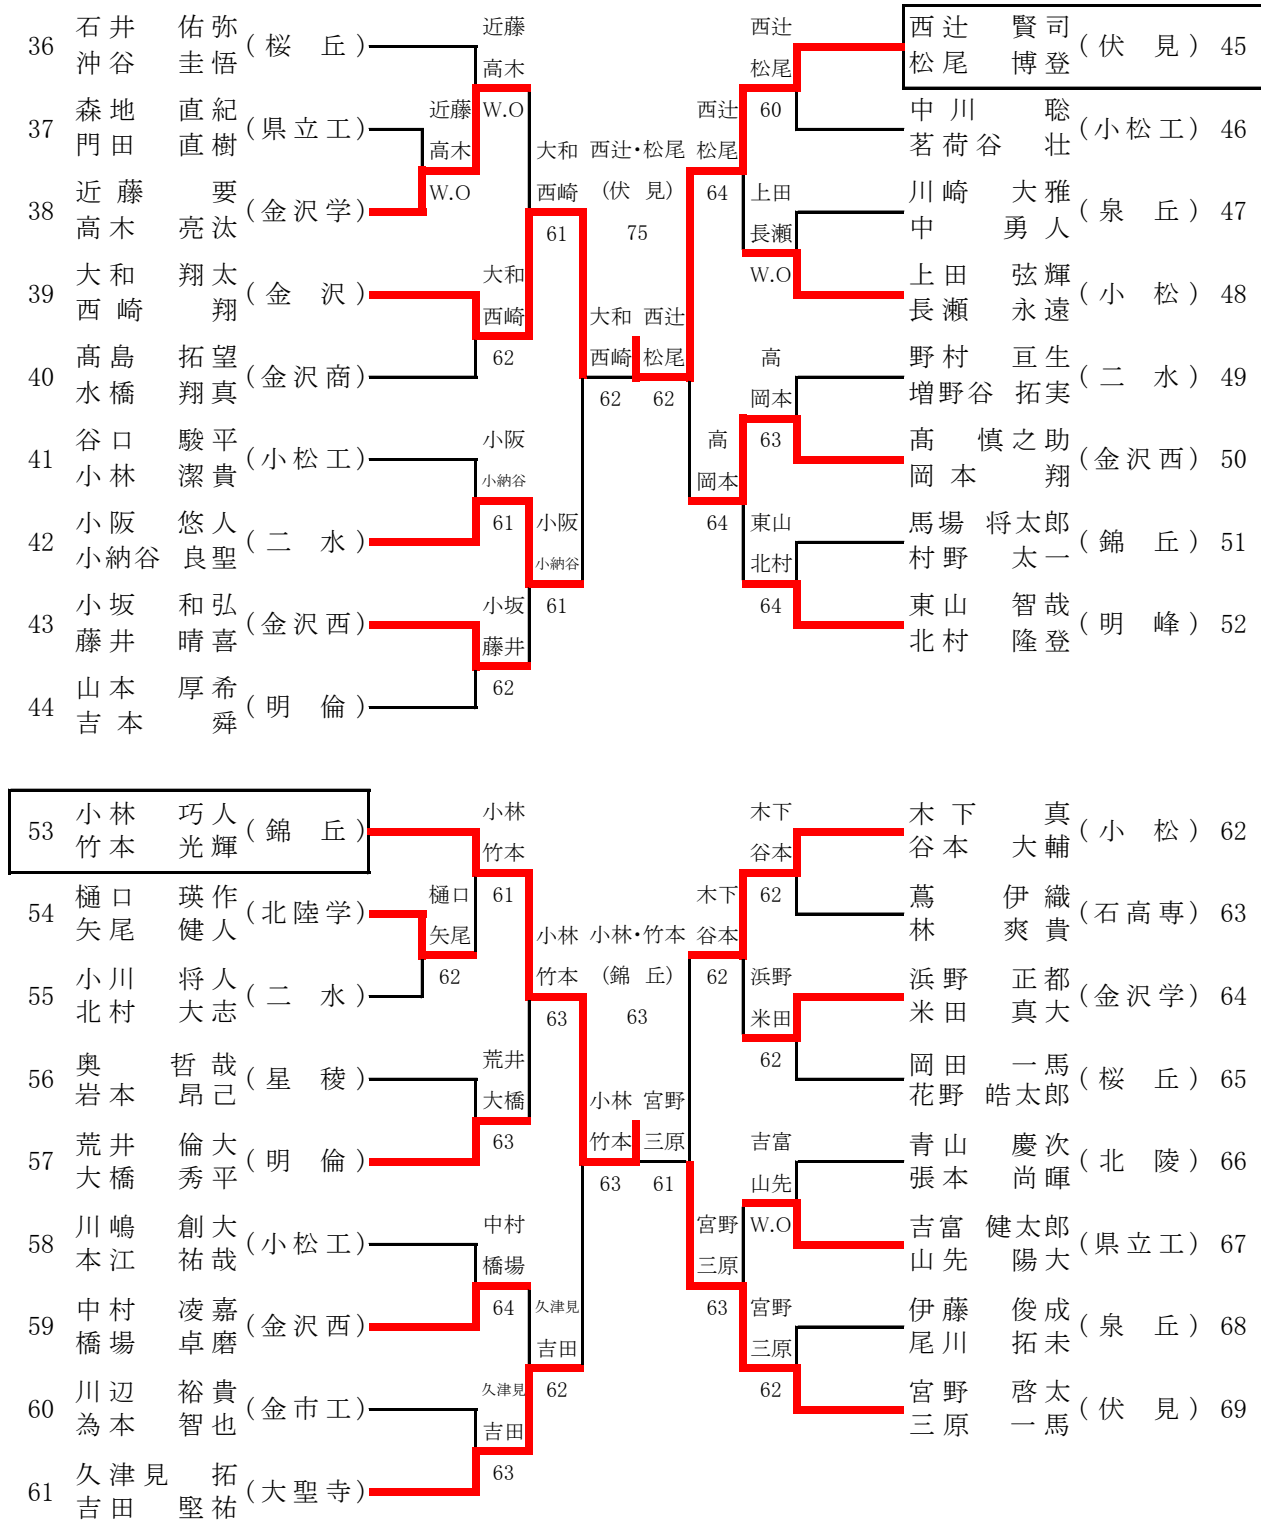 36 石井 佑弥 (桜 丘)
沖谷 圭悟
37 森地 直紀 (県立工)
門田 直樹
38 近藤 要 (金沢学)
高木 亮汰
39 大和 翔太 (金 沢)
西崎 翔
40 髙島 拓望 (金沢商)
水橋 翔真
41 谷口 駿平 (小松工)
小林 潔貴
42 小阪 悠人 (二 水)
小納谷 良聖
43 小坂 和弘 (金沢西)
藤井 晴喜
44 山本 厚希 (明 倫)
吉本 舜
近藤
高木
W.O
近藤
高木
W.O
大和
西崎
62
大和
西崎
61
小阪
小納谷
61
小坂
藤井
62
小阪
小納谷
61
大和
西崎
62
西辻・松尾
(伏 見)
75
西辻
松尾
62
西辻
松尾
64
西辻
松尾
60
上田
長瀬
W.O
高
岡本
64
高
岡本
63
東山
北村
64
西辻 賢司 (伏 見) 45
松尾 博登
中川 聡 (小松工) 46
茗荷谷 壮
川崎 大雅 (泉 丘) 47
中 勇人
上田 弦輝 (小 松) 48
長瀬 永遠
野村 亘生 (二 水) 49
増野谷 拓実
髙 慎之助 (金沢西) 50
岡本 翔
馬場 将太郎 (錦 丘) 51
村野 太一
東山 智哉 (明 峰) 52
北村 隆登
53 小林 巧人 (錦 丘)
竹本 光輝
54 樋口 瑛作 (北陸学)
矢尾 健人
55 小川 将人 (二 水)
北村 大志
56 奥 哲哉 (星 稜)
岩本 昂己
57 荒井 倫大 (明 倫)
大橋 秀平
58 川嶋 創大 (小松工)
本江 祐哉
59 中村 凌嘉 (金沢西)
橋場 卓磨
60 川辺 裕貴 (金市工)
為本 智也
61 久津見 拓 (大聖寺)
吉田 堅祐
小林
竹本
61
樋口
矢尾
62
小林
竹本
63
荒井
大橋
63
中村
橋場
64
久津見
吉田
62
久津見
吉田
63
小林・竹本
(錦 丘)
63
小林
竹本
63
宮野
三原
61
木下
谷本
62
木下
谷本
62
浜野
米田
62
吉富
山先
W.O
宮野
三原
63
宮野
三原
62
木下 真 (小 松) 62
谷本 大輔
蔦 伊織 (石高専) 63
林 爽貴
浜野 正都 (金沢学) 64
米田 真大
岡田 一馬 (桜 丘) 65
花野 皓太郎
青山 慶次 (北 陵) 66
張本 尚暉
吉富 健太郎 (県立工) 67
山先 陽大
伊藤 俊成 (泉 丘) 68
尾川 拓未
宮野 啓太 (伏 見) 69
三原 一馬